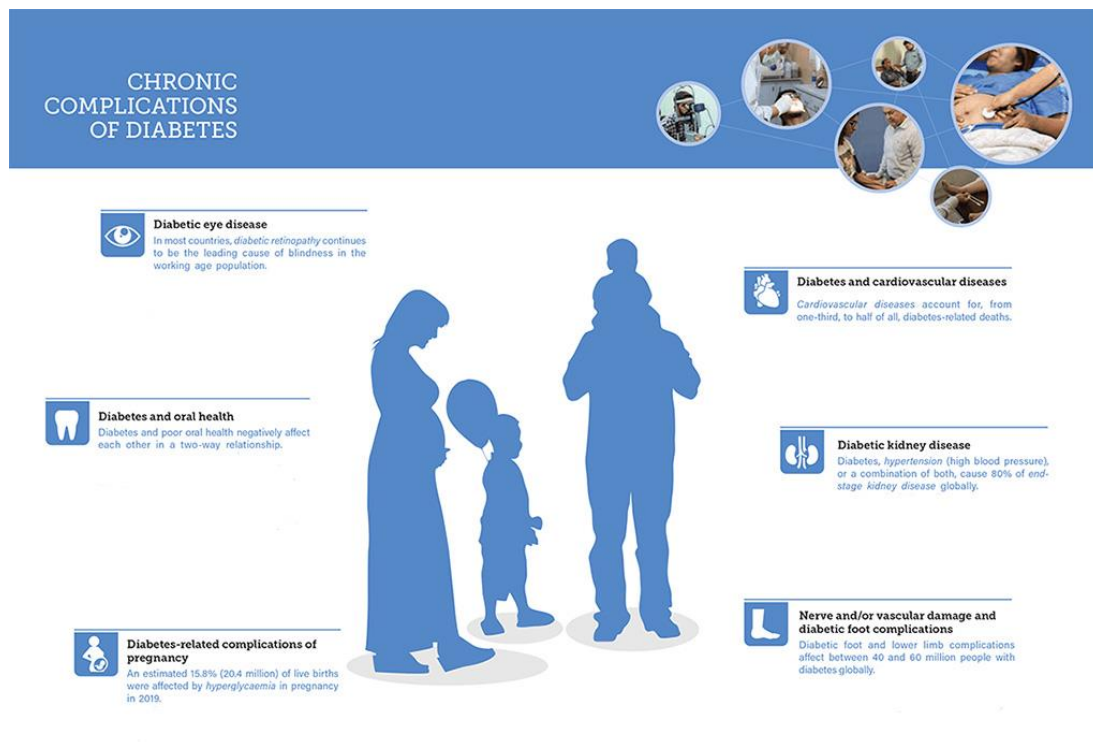 CHRONIC
COMPLICATIONS
OF DIABETES
Diabetic eye disease
In most countries, diabetic retinopathy continues
to be the leading cause of blindness in the
working age population.
Diabetes and oral health
Diabetes and poor oral health negatively affect
each other in a two-way relationship.
Diabetes-related complications of
pregnancy
An estimated 15.8% (20.4 million) of live births
were affected by hyperglycaemia in pregnancy
in 2019.
Diabetes and cardiovascular diseases
Cardiovascular diseases account for, from
one-third, to half of all, diabetes-related deaths.
Diabetic kidney disease
Diabetes, hypertension (high blood pressure),
or a combination of both, cause 80% of end-
stage kidney disease globally.
Nerve and/or vascular damage and
diabetic foot complications
Diabetic foot and lower limb complications
affect between 40 and 60 million people with
diabetes globally.